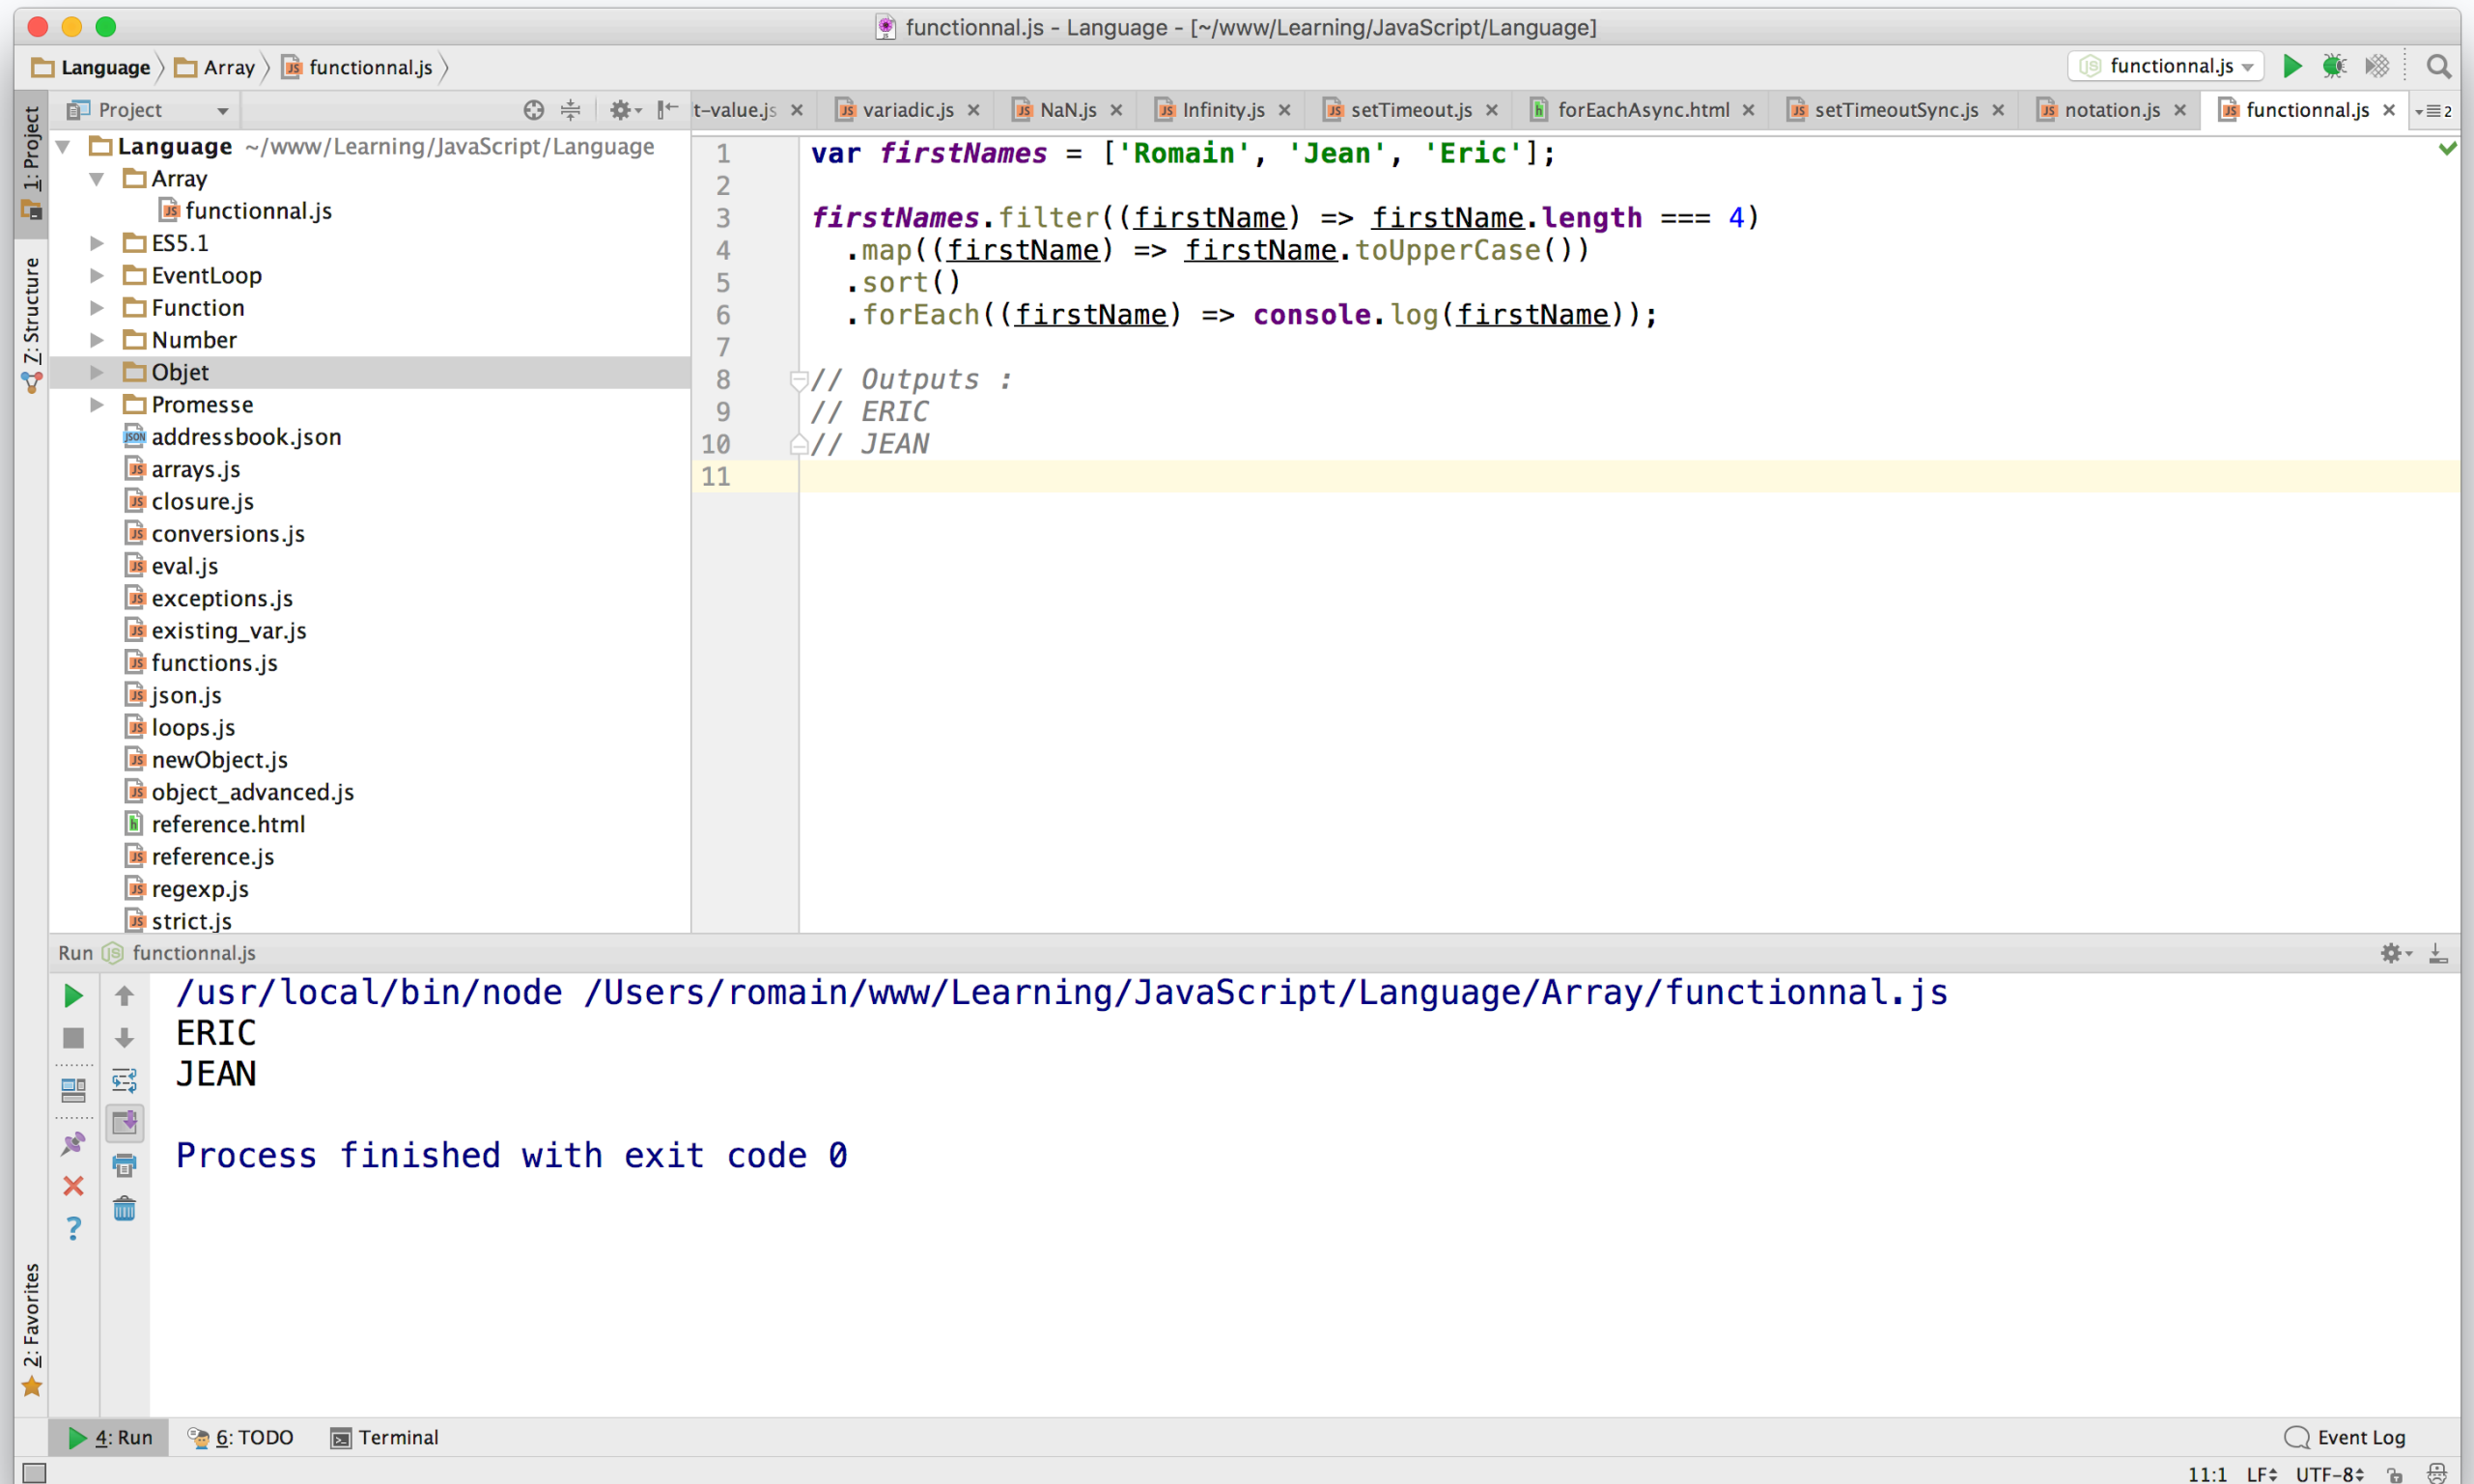 functionnal.js - Language - [~/www/Learning/JavaScript/Language]
Language Array functionnal.js functionnal.js
1: Project
7: Structure
2: Favorites
Project
t-value.js variadic.js NaN.js Infinity.js setTimeout.js forEachAsync.html setTimeoutSync.js notation.js functionnal.js 2
Language ~/www/Learning/JavaScript/Language
Array
functionnal.js
ES5.1
EventLoop
Function
Number
Objet
Promesse
addressbook.json
arrays.js
closure.js
conversions.js
eval.js
exceptions.js
existing_var.js
functions.js
json.js
loops.js
newObject.js
object_advanced.js
reference.html
reference.js
regexp.js
strict.js
1 var firstNames = ['Romain', 'Jean', 'Eric'];
2
3 firstNames.filter((firstName) => firstName.length === 4)
4 .map((firstName) => firstName.toUpperCase())
5 .sort()
6 .forEach((firstName) => console.log(firstName));
7
8 // Outputs :
9 // ERIC
10 // JEAN
11
Run functionnal.js
/usr/local/bin/node /Users/romain/www/Learning/JavaScript/Language/Array/functionnal.js
ERIC
JEAN
Process finished with exit code 0
4: Run 6: TODO Terminal Event Log
11:1 LF UTF-8